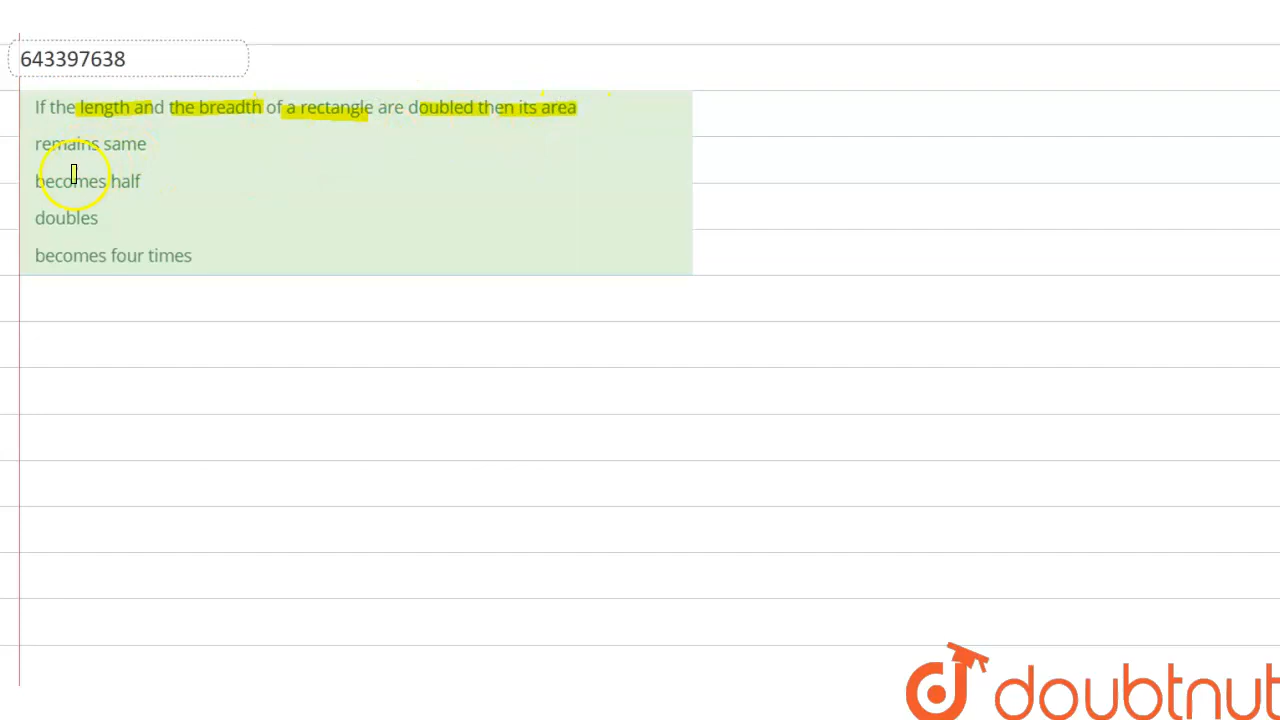 643397638
If the length and the breadth of a rectangle are doubled then its area
remains same
becomes half
doubles
becomes four times
doubtnut